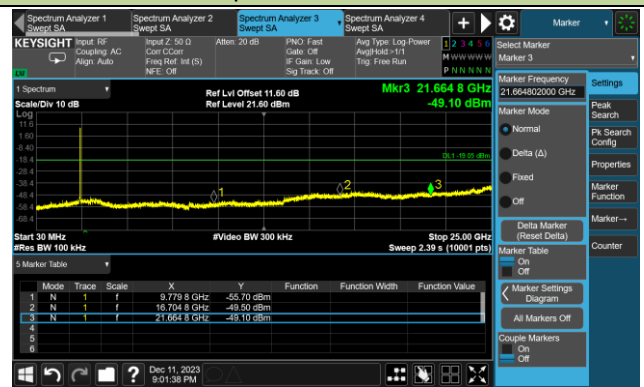 Spectrum Analyzer 1 Swept SA
Spectrum Analyzer 2 Swept SA
Spectrum Analyzer 3 Swept SA
Spectrum Analyzer 4 Swept SA
Marker
KEYSIGHT
Input: RF
Coupling: AC
Align: Auto
Input Z: 50 Ω
Corr CCorr
Freq Ref: Int (S)
NFE: Off
Atten: 20 dB
PNO: Fast
Gate: Off
IF Gain: Low
Sig Track: Off
Avg Type: Log-Power
Avg|Hold:>1/1
Trig: Free Run
1 2 3 4 5 6
M W W W W W
P N N N N N
Select Marker
Marker 3
1 Spectrum
Scale/Div 10 dB
Log
Ref Lvl Offset 11.60 dB
Ref Level 21.60 dBm
Mkr3 21.664 8 GHz
-49.10 dBm
11.6
1.60
-8.40
-18.4
-28.4
-38.4
-48.4
-58.4
-68.4
DL1 -19.05 dBm
1
2
3
Start 30 MHz
#Res BW 100 kHz
#Video BW 300 kHz
Stop 25.00 GHz
Sweep 2.39 s (10001 pts)
5 Marker Table
Mode Trace Scale X Y Function Function Width Function Value
1 N 1 f 9.779 8 GHz -55.70 dBm
2 N 1 f 16.704 8 GHz -49.50 dBm
3 N 1 f 21.664 8 GHz -49.10 dBm
4
5
6
Marker Frequency
21.664802000 GHz
Marker Mode
Normal
Delta (Δ)
Fixed
Off
Delta Marker
(Reset Delta)
Marker Table
On
Off
Marker Settings
Diagram
All Markers Off
Couple Markers
On
Off
Settings
Peak
Search
Pk Search
Config
Properties
Marker
Function
Marker→
Counter
Dec 11, 2023
9:01:38 PM